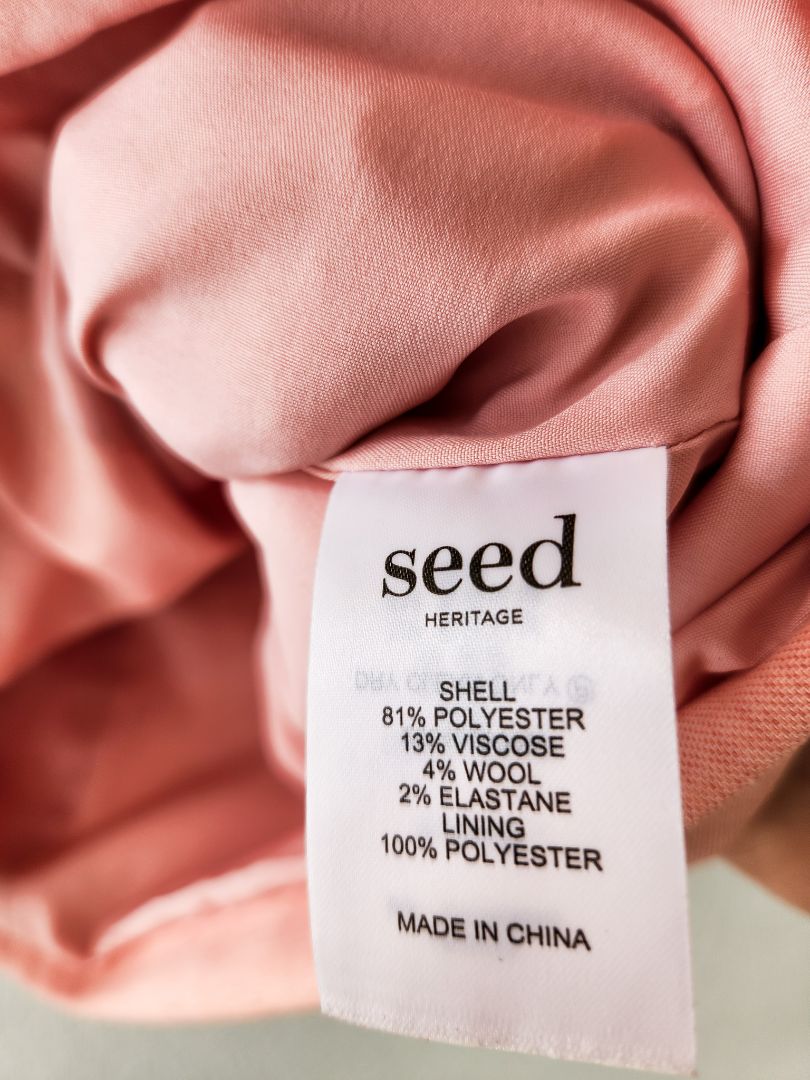 seed
HERITAGE
SHELL
81% POLYESTER
13% VISCOSE
4% WOOL
2% ELASTANE
LINING
100% POLYESTER
MADE IN CHINA